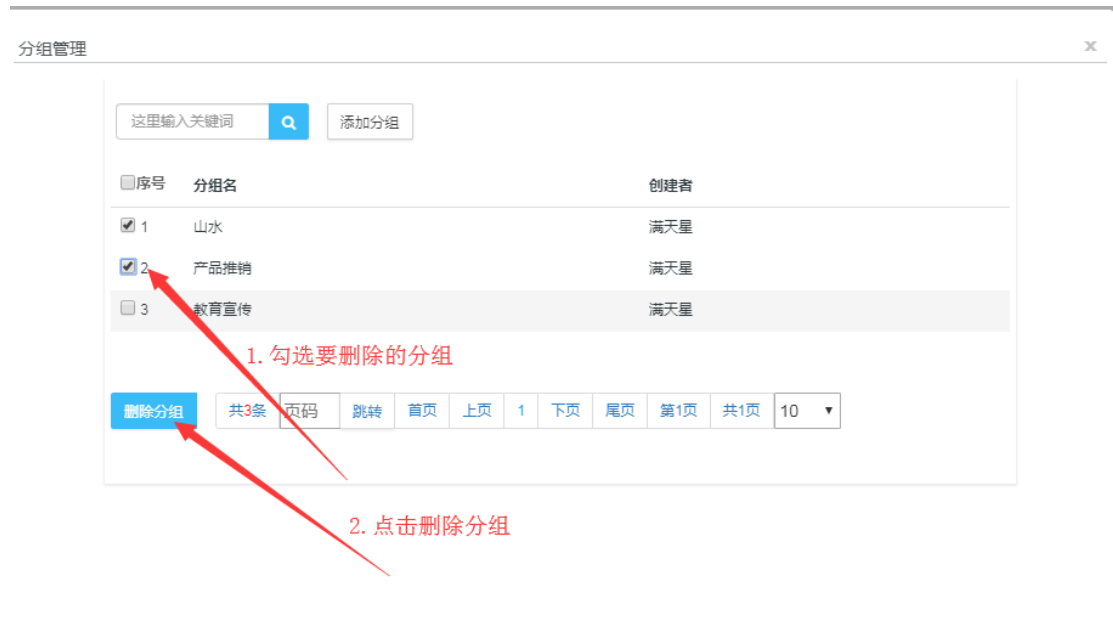 分组管理 x
这里输入关键词 添加分组
序号 分组名 创建者
1 山水 满天星
2 产品推销 满天星
3 教育宣传 满天星
1.勾选要删除的分组
删除分组 共3条 页码 跳转 首页 上页 1 下页 尾页 第1页 共1页 10
2.点击删除分组